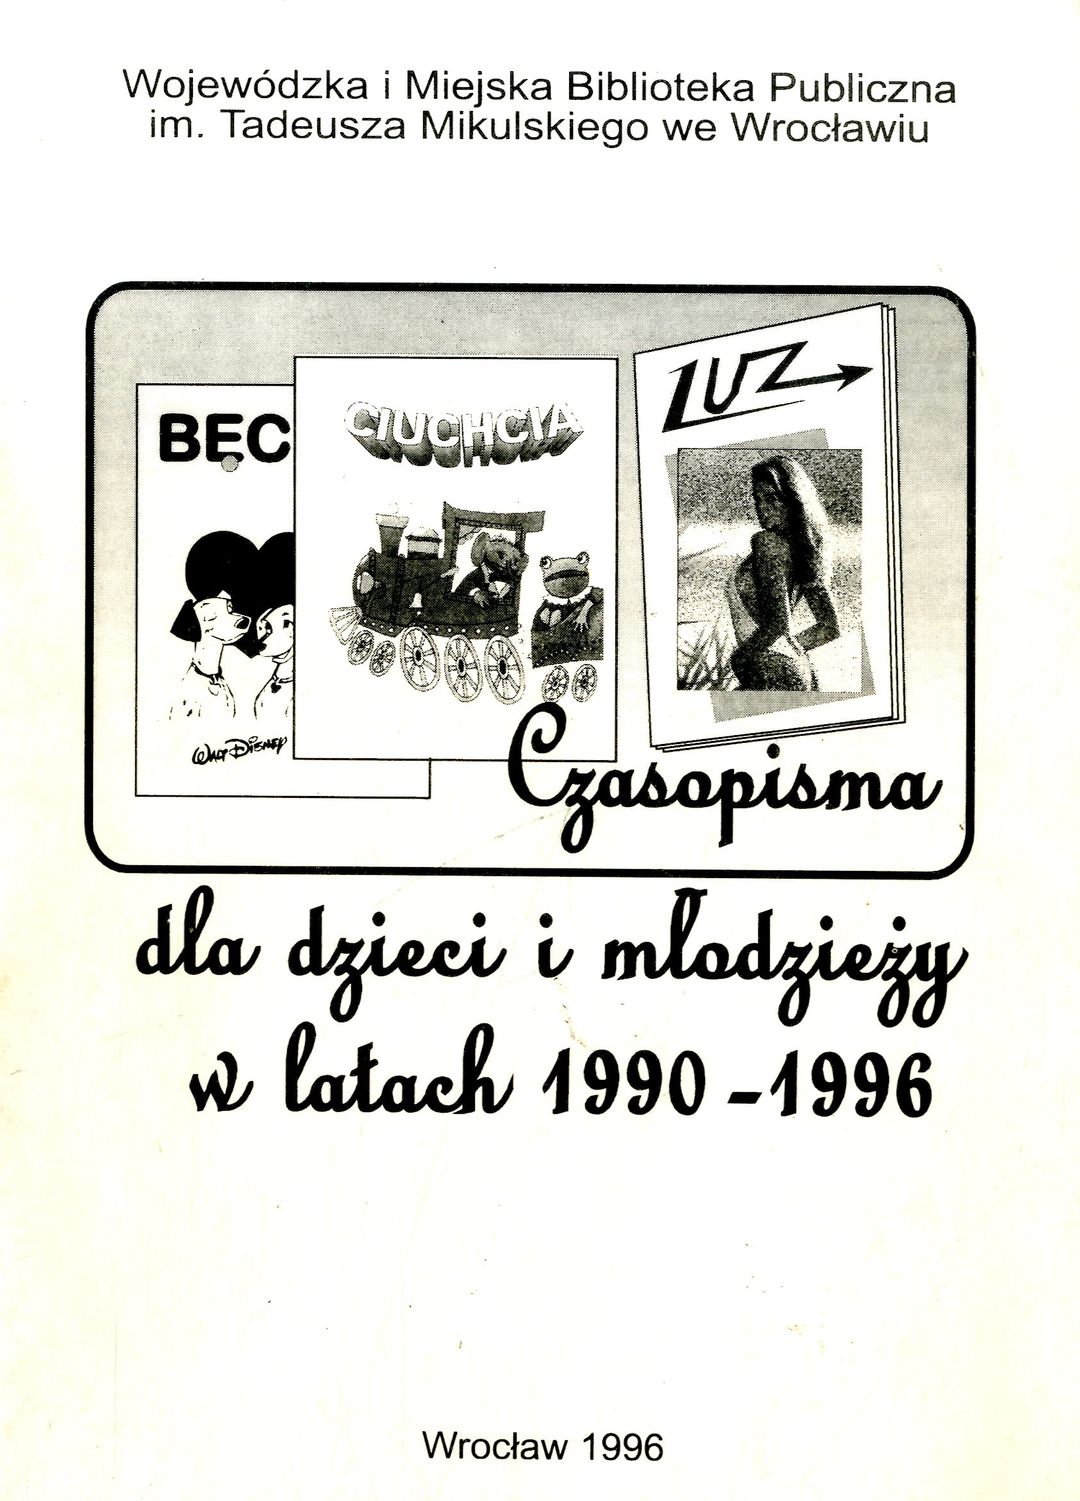 Wojewódzka i Miejska Biblioteka Publiczna
im. Tadeusza Mikulskiego we Wrocławiu
BĘC
CIUCHCIA
LUZ
Walt Disney
Czasopisma
dla dzieci i młodzieży
w latach 1990-1996
Wrocław 1996